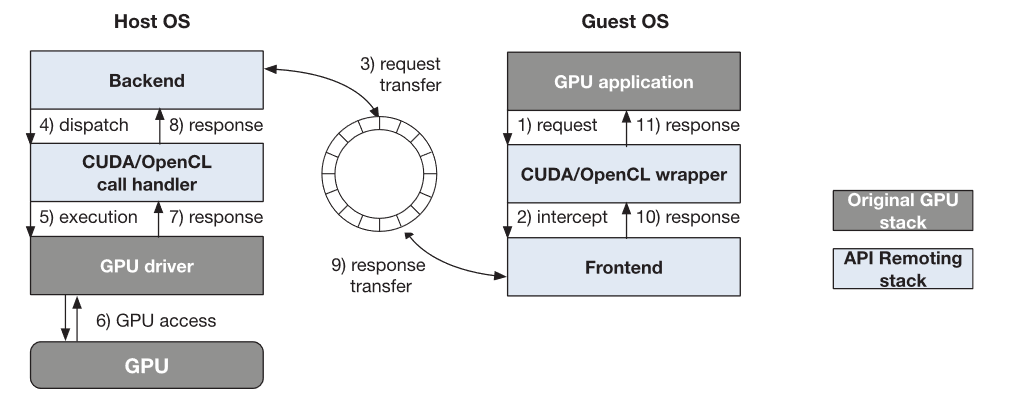 Host OS
Guest OS
Backend
3) request
transfer
GPU application
4) dispatch
8) response
1) request
11) response
CUDA/OpenCL
call handler
CUDA/OpenCL wrapper
5) execution
7) response
2) intercept
10) response
Original GPU
stack
GPU driver
9) response
transfer
Frontend
API Remoting
stack
6) GPU access
GPU